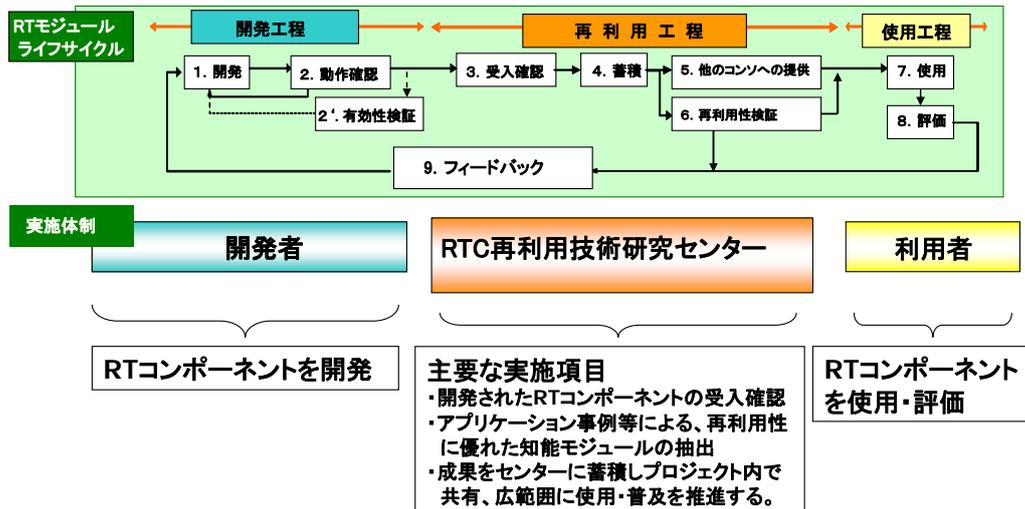 RTモジュール
ライフサイクル
開発工程
再利用工程
使用工程
1. 開発
2. 動作確認
2'. 有効性検証
3. 受入確認
4. 蓄積
5. 他のコンソへの提供
6. 再利用性検証
7. 使用
8. 評価
9. フィードバック
実施体制
開発者
RTC再利用技術研究センター
利用者
RTコンポーネントを開発
主要な実施項目
・開発されたRTコンポーネントの受入確認
・アプリケーション事例等による、再利用性
に優れた知能モジュールの抽出
・成果をセンターに蓄積しプロジェクト内で
共有、広範囲に使用・普及を推進する。
RTコンポーネント
を使用・評価